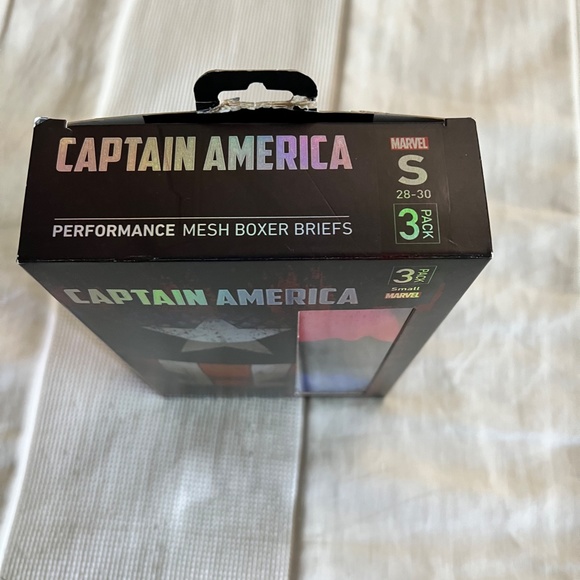 CAPTAIN AMERICA
MARVEL
S
28-30
3 PACK
PERFORMANCE MESH BOXER BRIEFS
CAPTAIN AMERICA
3 PACK
Small
MARVEL